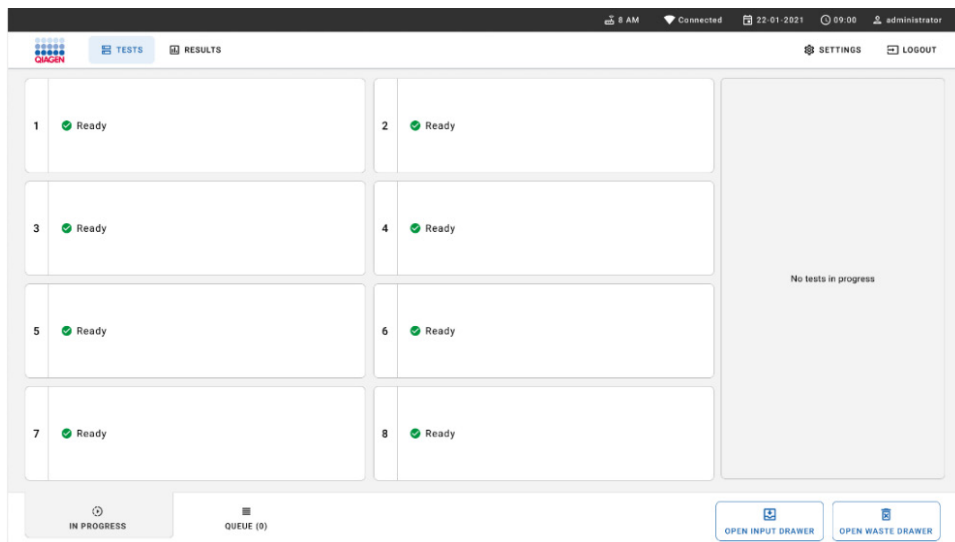 8 AM Connected 22-01-2021 09:00 administrator
QIAGEN TESTS RESULTS SETTINGS LOGOUT
1 Ready
2 Ready
3 Ready
4 Ready
No tests in progress
5 Ready
6 Ready
7 Ready
8 Ready
IN PROGRESS
QUEUE (0)
OPEN INPUT DRAWER
OPEN WASTE DRAWER